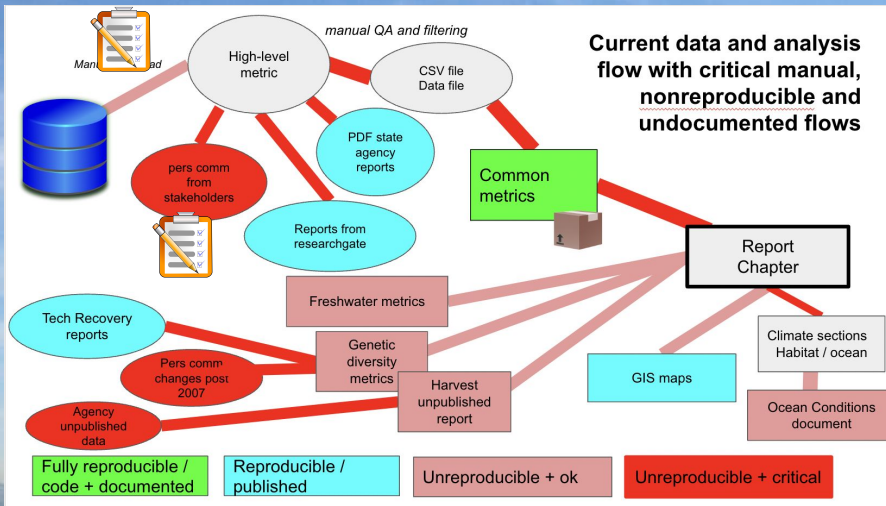 manual QA and filtering
Current data and analysis
flow with critical manual,
nonreproducible and
undocumented flows
High-level
metric
CSV file
Data file
PDF state
agency
reports
pers comm
from
stakeholders
Reports from
researchgate
Common
metrics
Report
Chapter
Freshwater metrics
Tech Recovery
reports
Genetic
diversity
metrics
Pers comm
changes post
2007
Harvest
unpublished
report
Agency
unpublished
data
GIS maps
Climate sections
Habitat / ocean
Ocean Conditions
document
Fully reproducible /
code + documented
Reproducible /
published
Unreproducible + ok
Unreproducible + critical